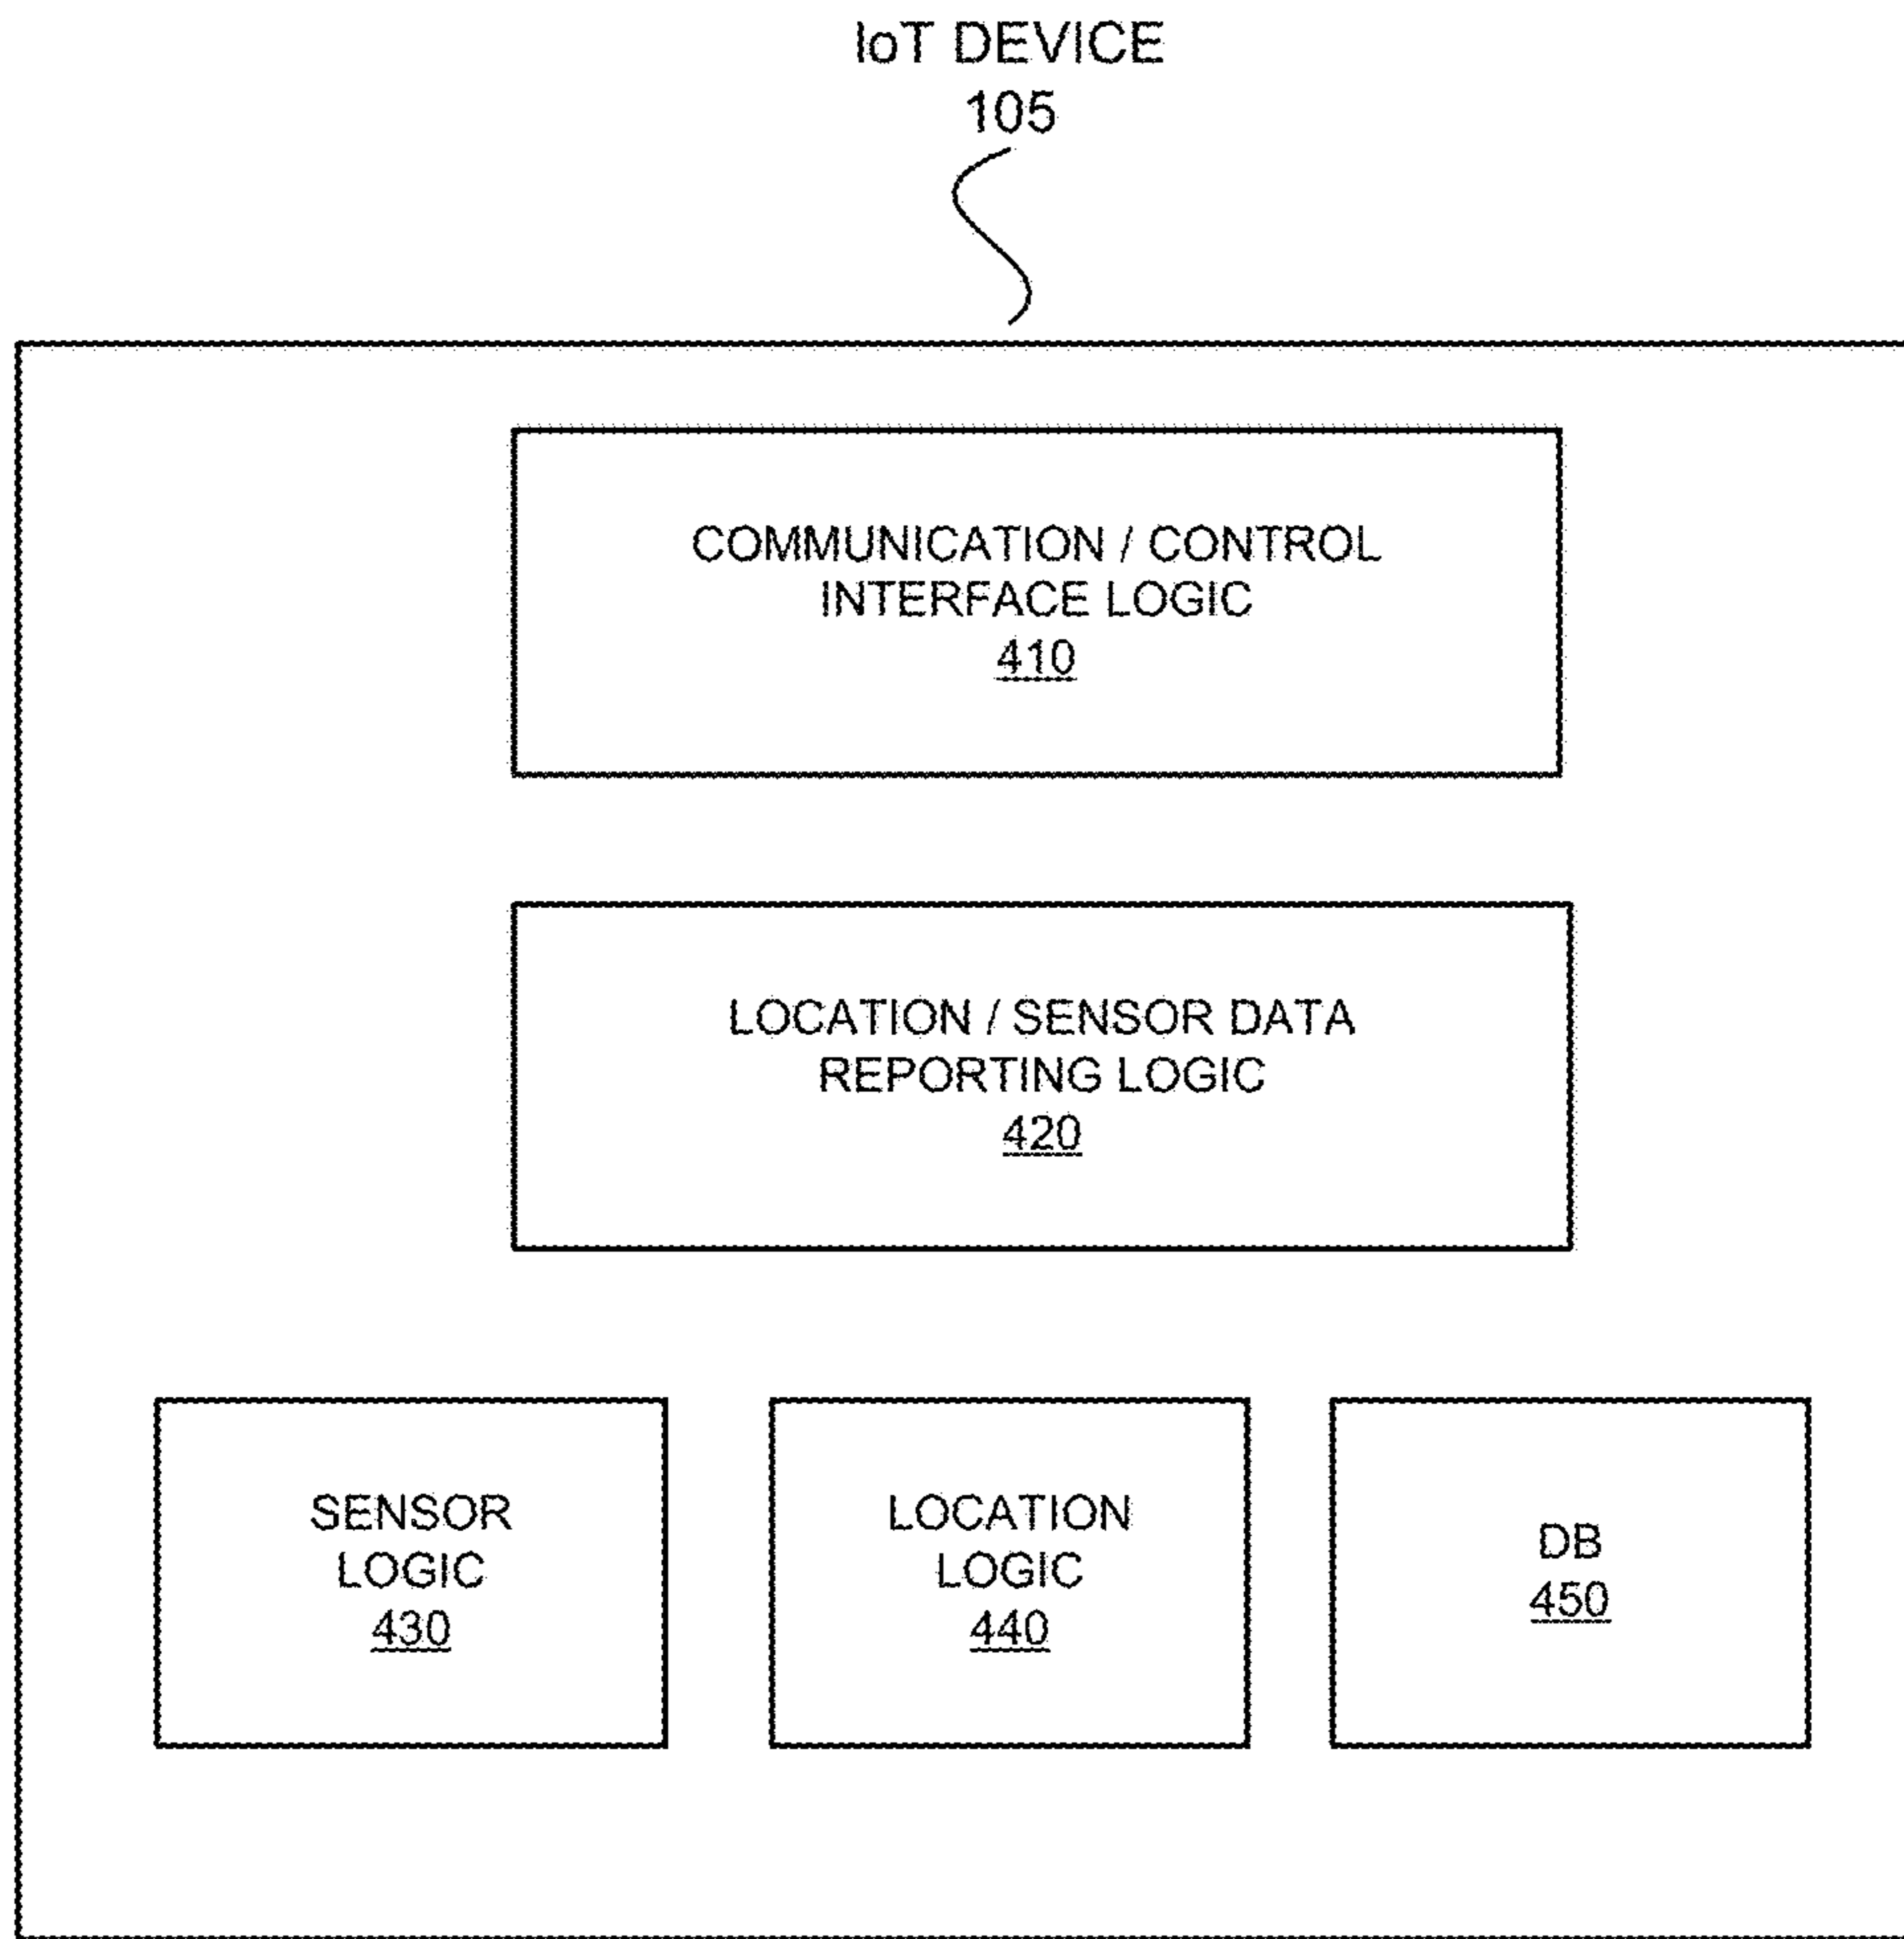 IoT DEVICE
105
COMMUNICATION / CONTROL
INTERFACE LOGIC
410
LOCATION / SENSOR DATA
REPORTING LOGIC
420
SENSOR
LOGIC
430
LOCATION
LOGIC
440
DB
450